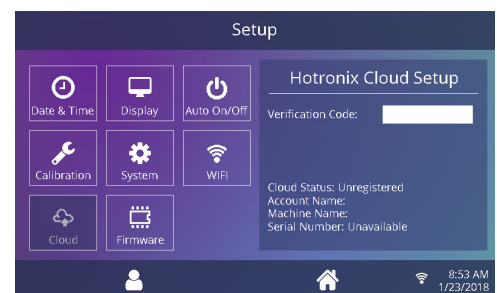 Setup
Date & Time
Display
Auto On/Off
Calibration
System
WIFI
Cloud
Firmware
Hotronix Cloud Setup
Verification Code:
Cloud Status: Unregistered
Account Name:
Machine Name:
Serial Number: Unavailable
8:53 AM
1/23/2018